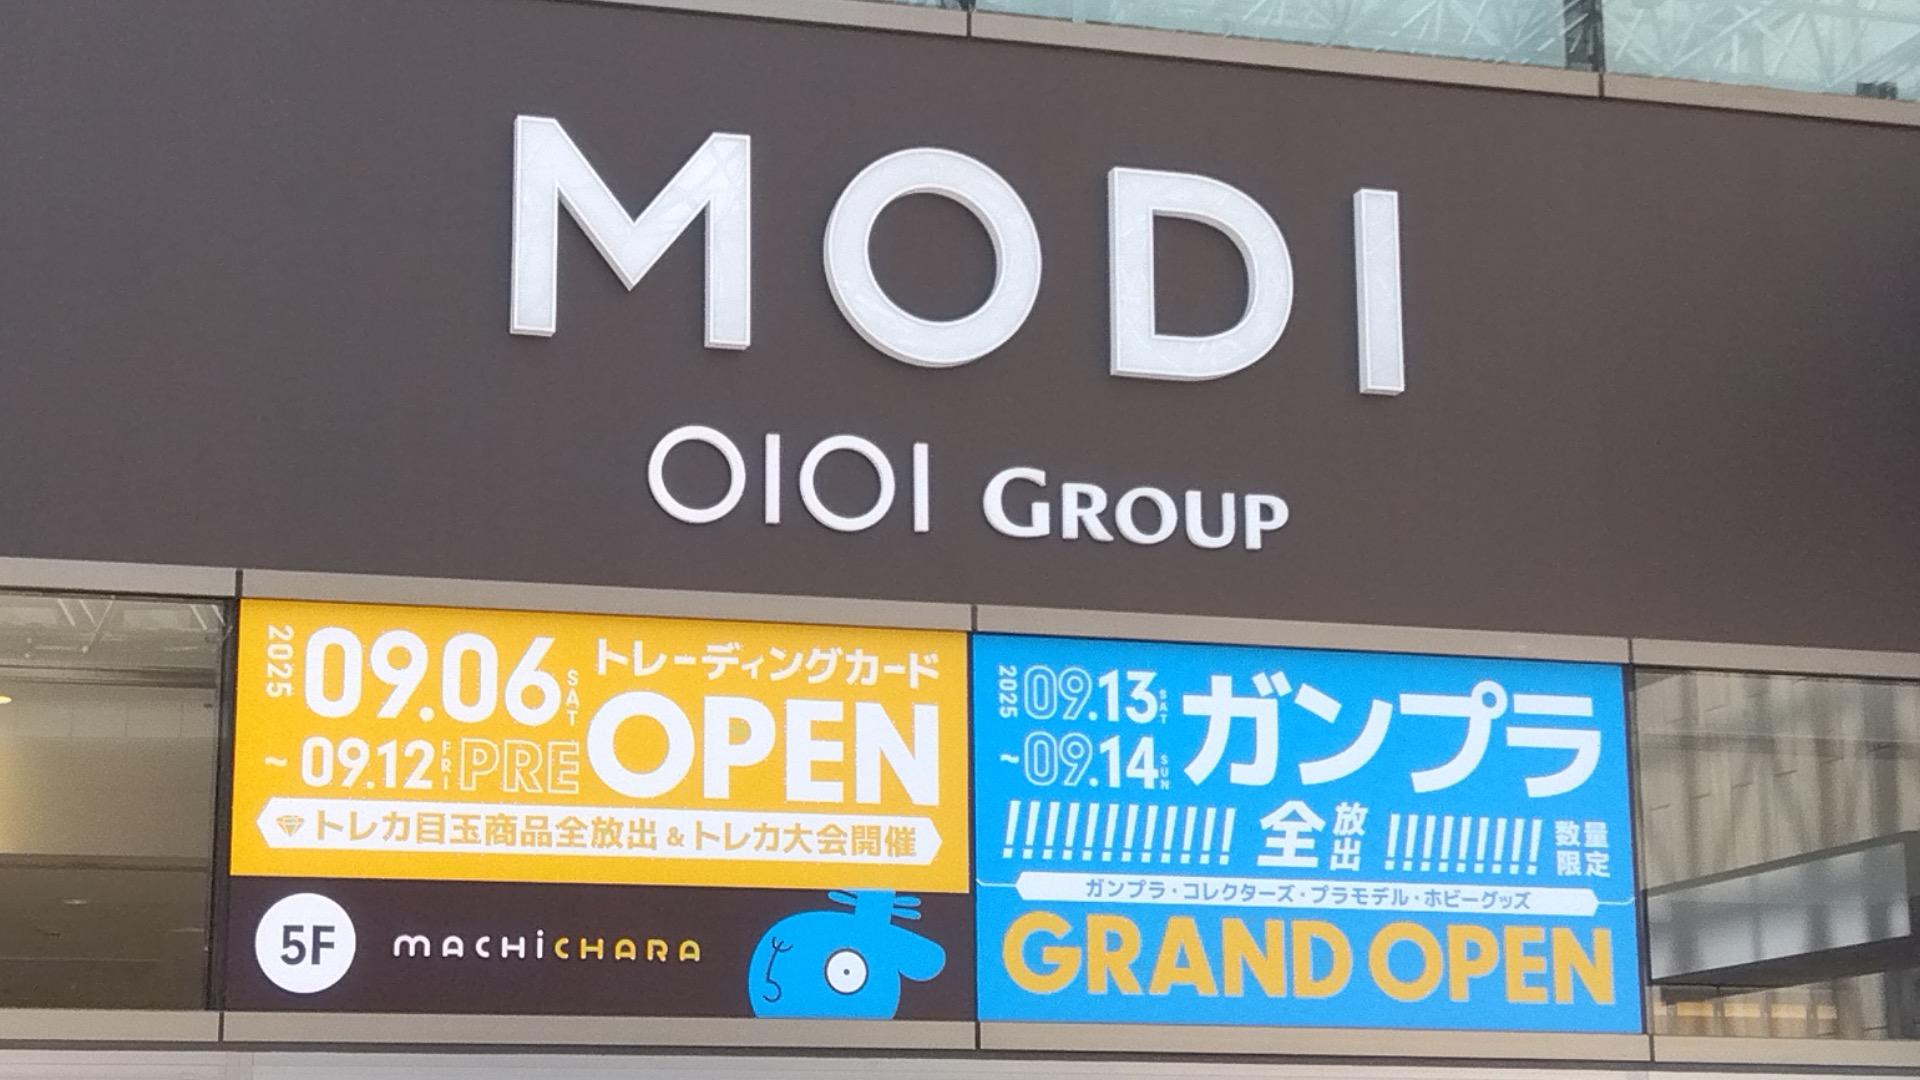 MODI
OIOI GROUP
2025 09.06 SAT トレーディングカード
~ 09.12 FRI PRE OPEN
トレカ目玉商品全放出 & トレカ大会開催
5F MACHiCHARA
2025 09.13 SAT
~09.14 SUN
ガンプラ
!!!!!!!!!!!! 全放出 !!!!!!!!! 数量限定
ガンプラ・コレクターズ・プラモデル・ホビーグッズ
GRAND OPEN